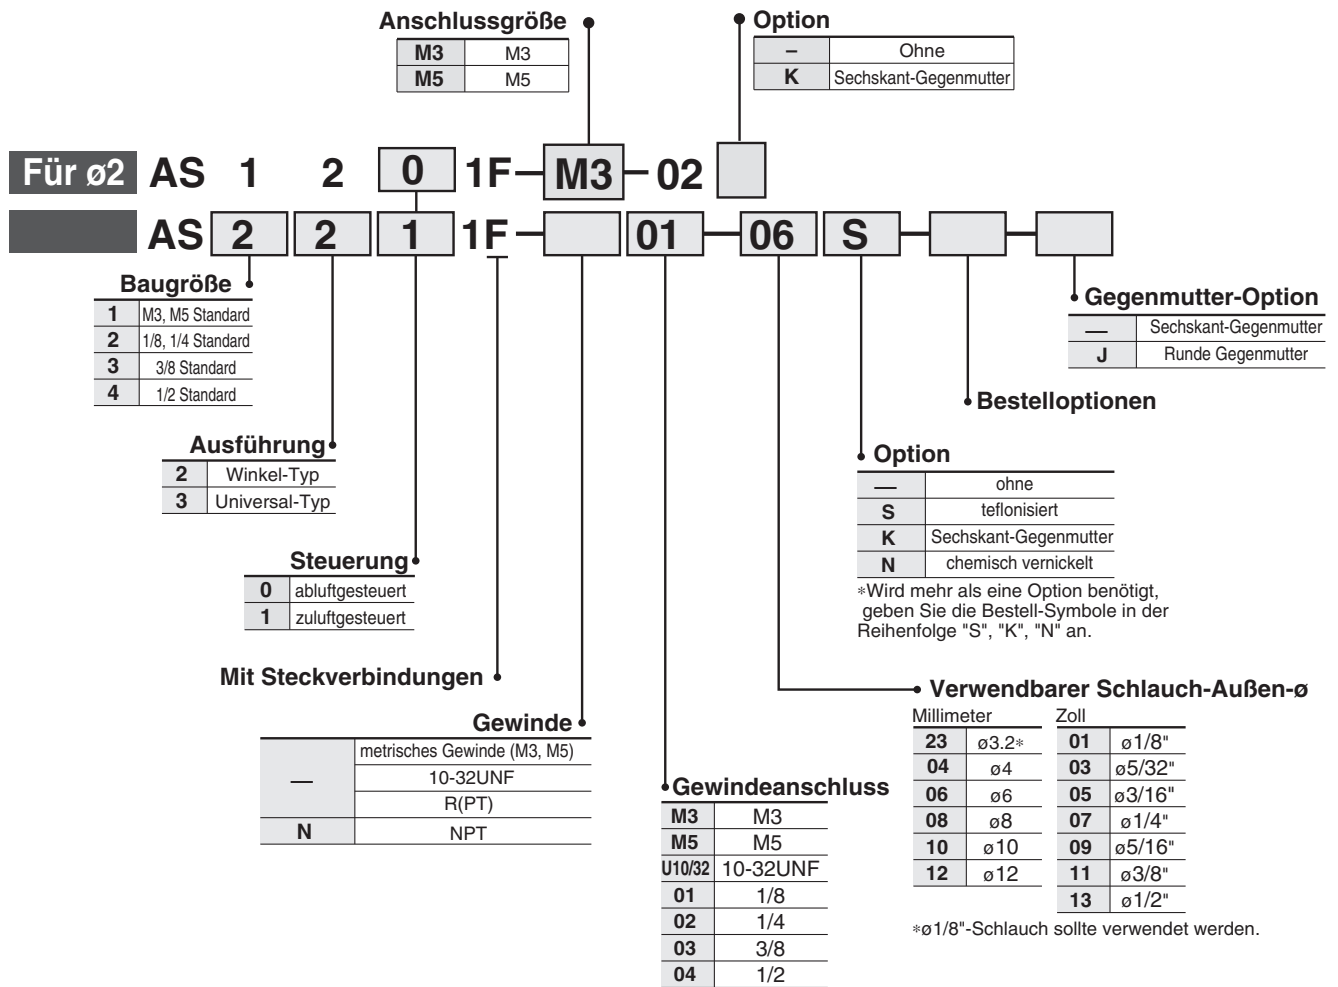 Anschlussgröße
M3 M3
M5 M5
Option
– Ohne
K Sechskant-Gegenmutter
Für ø2 AS 1 2 0 1F–M3–02
AS 2 2 1 1F– 01–06 S – –
Baugröße
1 M3, M5 Standard
2 1/8, 1/4 Standard
3 3/8 Standard
4 1/2 Standard
Gegenmutter-Option
— Sechskant-Gegenmutter
J Runde Gegenmutter
Bestelloptionen
Ausführung
2 Winkel-Typ
3 Universal-Typ
Option
— ohne
S teflonisiert
K Sechskant-Gegenmutter
N chemisch vernickelt
*Wird mehr als eine Option benötigt,
geben Sie die Bestell-Symbole in der
Reihenfolge "S", "K", "N" an.
Steuerung
0 abluftgesteuert
1 zuluftgesteuert
Mit Steckverbindungen
Gewinde
— metrisches Gewinde (M3, M5)
10-32UNF
R(PT)
N NPT
Gewindeanschluss
M3 M3
M5 M5
U10/32 10-32UNF
01 1/8
02 1/4
03 3/8
04 1/2
Verwendbarer Schlauch-Außen-ø
Millimeter
23 ø3.2*
04 ø4
06 ø6
08 ø8
10 ø10
12 ø12
Zoll
01 ø1/8"
03 ø5/32"
05 ø3/16"
07 ø1/4"
09 ø5/16"
11 ø3/8"
13 ø1/2"
*ø1/8"-Schlauch sollte verwendet werden.